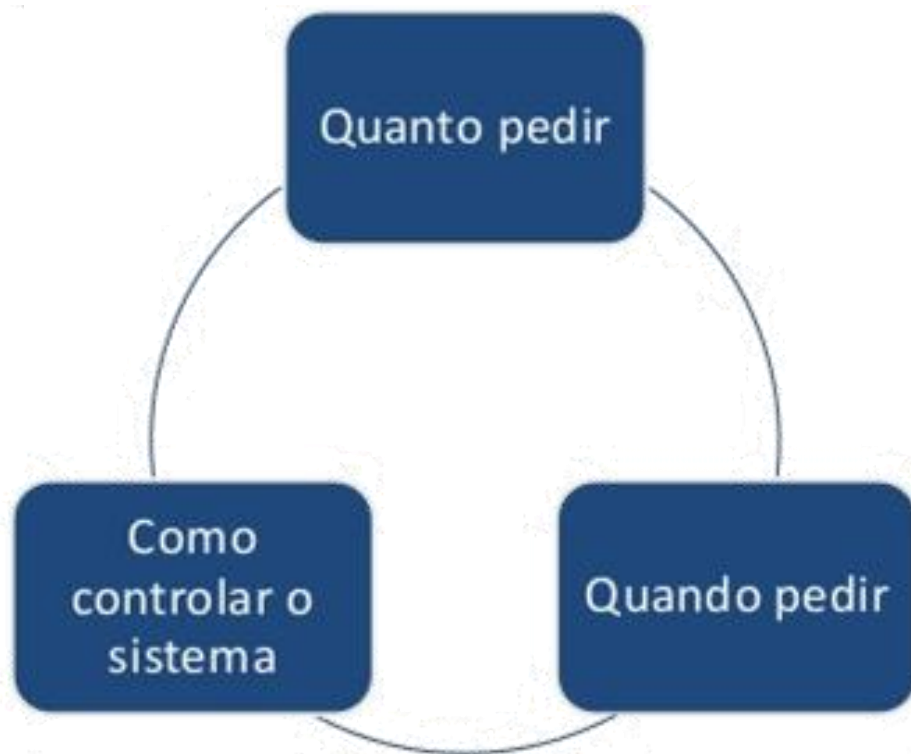 Quanto pedir
Como
controlar o
sistema
Quando pedir